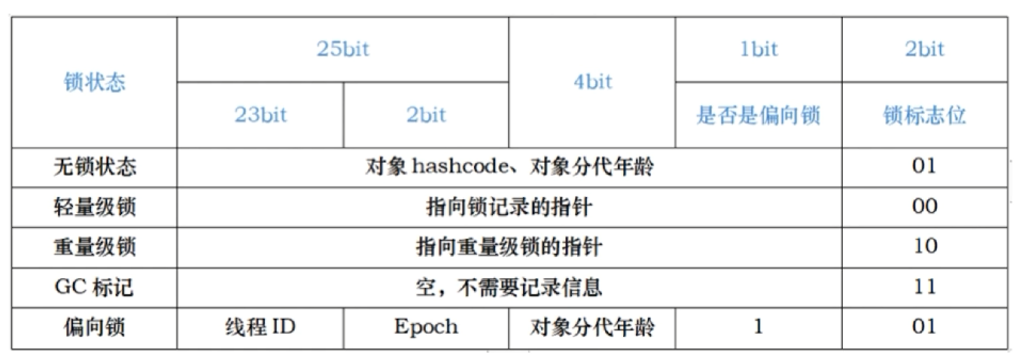 锁状态 25bit 4bit 1bit 2bit
23bit 2bit 是否是偏向锁 锁标志位
无锁状态 对象 hashcode、对象分代年龄 01
轻量级锁 指向锁记录的指针 00
重量级锁 指向重量级锁的指针 10
GC 标记 空，不需要记录信息 11
偏向锁 线程 ID Epoch 对象分代年龄 1 01